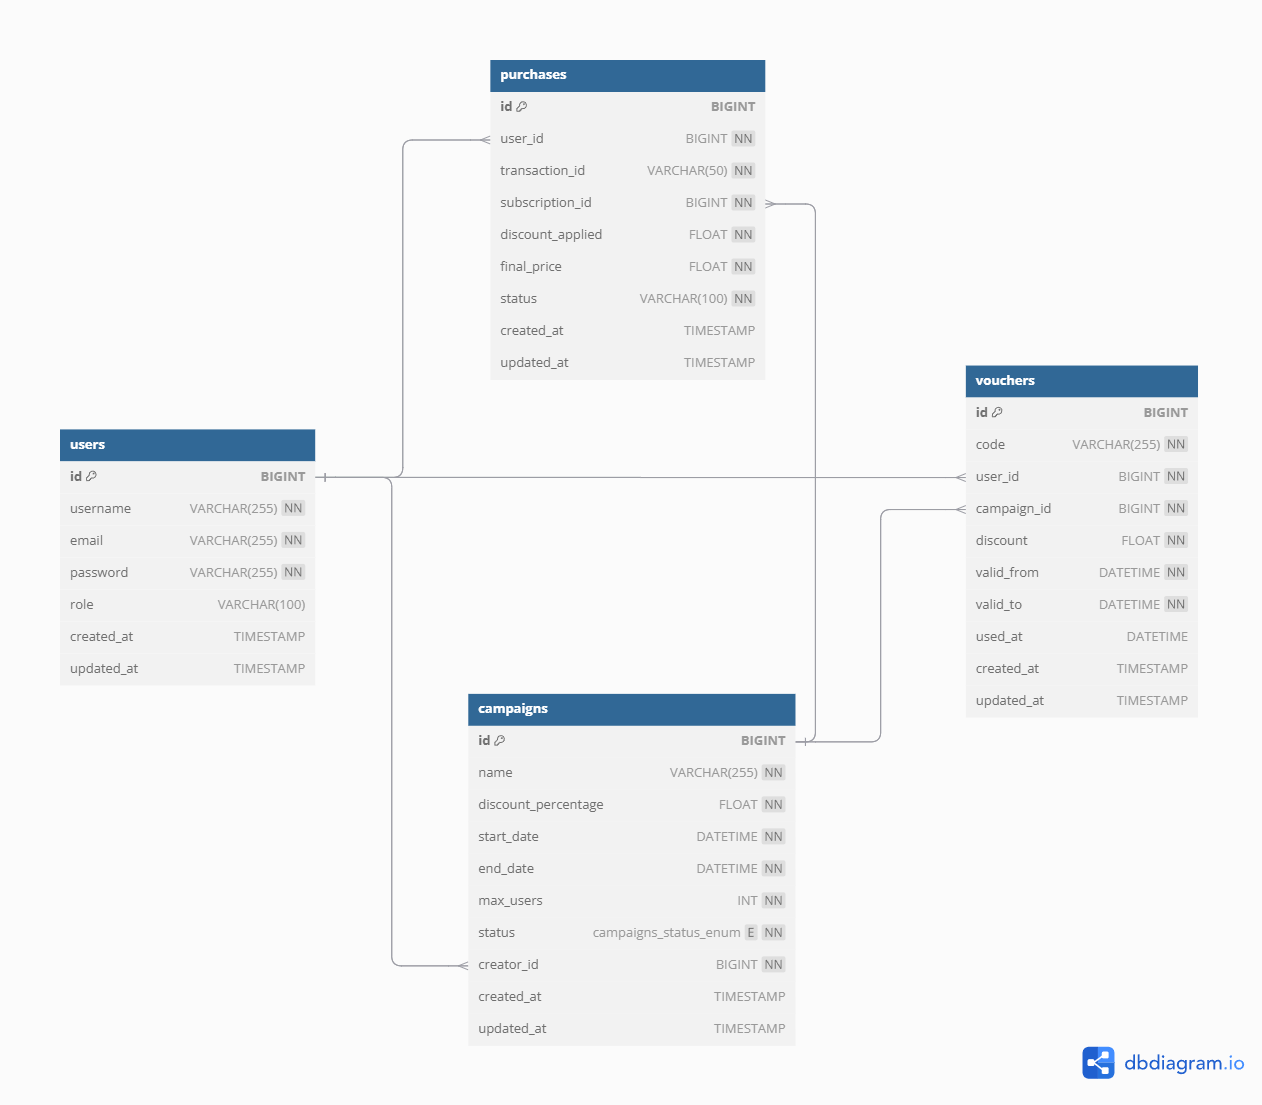 purchases
id BIGINT
user_id BIGINT NN
transaction_id VARCHAR(50) NN
subscription_id BIGINT NN
discount_applied FLOAT NN
final_price FLOAT NN
status VARCHAR(100) NN
created_at TIMESTAMP
updated_at TIMESTAMP
users
id BIGINT
username VARCHAR(255) NN
email VARCHAR(255) NN
password VARCHAR(255) NN
role VARCHAR(100)
created_at TIMESTAMP
updated_at TIMESTAMP
vouchers
id BIGINT
code VARCHAR(255) NN
user_id BIGINT NN
campaign_id BIGINT NN
discount FLOAT NN
valid_from DATETIME NN
valid_to DATETIME NN
used_at DATETIME
created_at TIMESTAMP
updated_at TIMESTAMP
campaigns
id BIGINT
name VARCHAR(255) NN
discount_percentage FLOAT NN
start_date DATETIME NN
end_date DATETIME NN
max_users INT NN
status campaigns_status_enum E NN
creator_id BIGINT NN
created_at TIMESTAMP
updated_at TIMESTAMP
dbdiagram.io